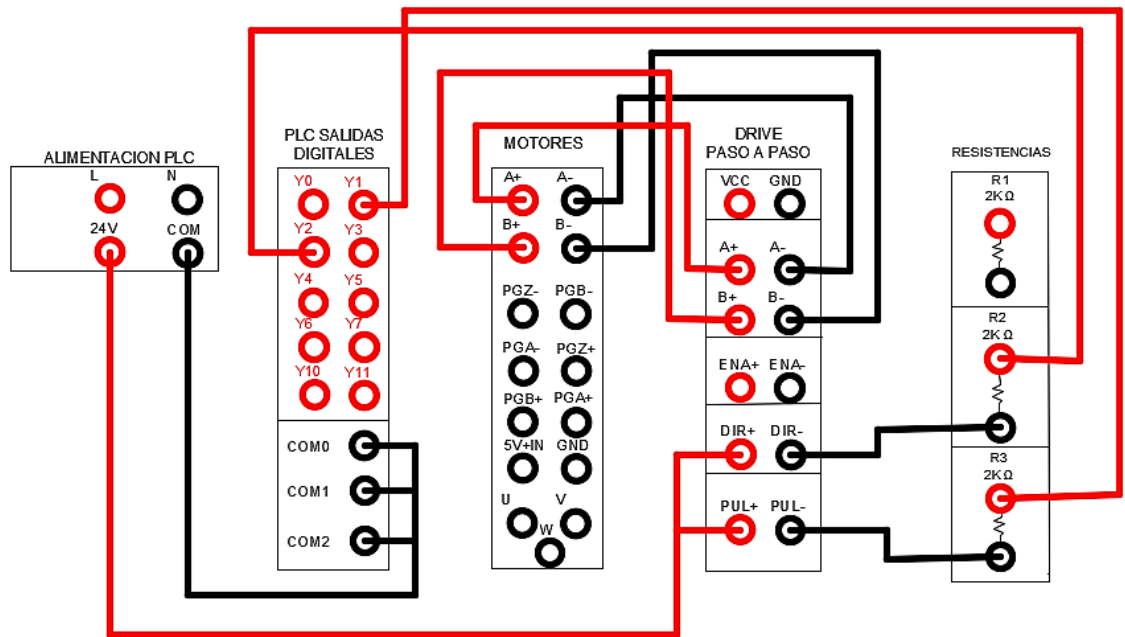 ALIMENTACION PLC
L N
24V COM
PLC SALIDAS
DIGITALES
Y0 Y1
Y2 Y3
Y4 Y5
Y6 Y7
Y10 Y11
COM0
COM1
COM2
MOTORES
A+ A-
B+ B-
PGZ- PGB-
PGA- PGZ+
PGB+ PGA+
5V+IN GND
U V
W
DRIVE
PASO A PASO
VCC GND
A+ A-
B+ B-
ENA+ ENA-
DIR+ DIR-
PUL+ PUL-
RESISTENCIAS
R1
2KΩ
R2
2KΩ
R3
2KΩ